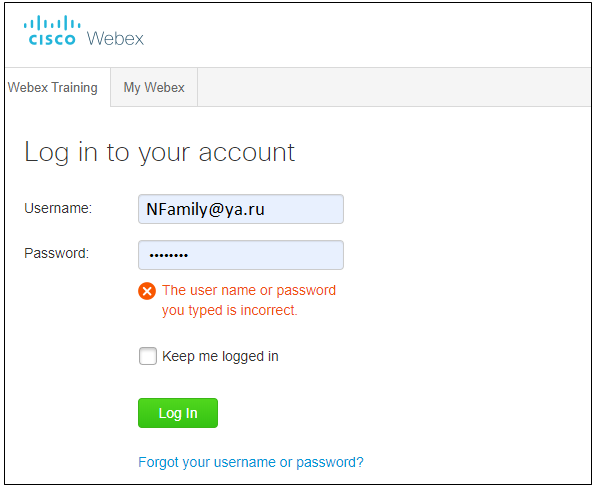 CISCO Webex
Webex Training My Webex
Log in to your account
Username: NFamily@ya.ru
Password: ••••••••
The user name or password
you typed is incorrect.
Keep me logged in
Log In
Forgot your username or password?